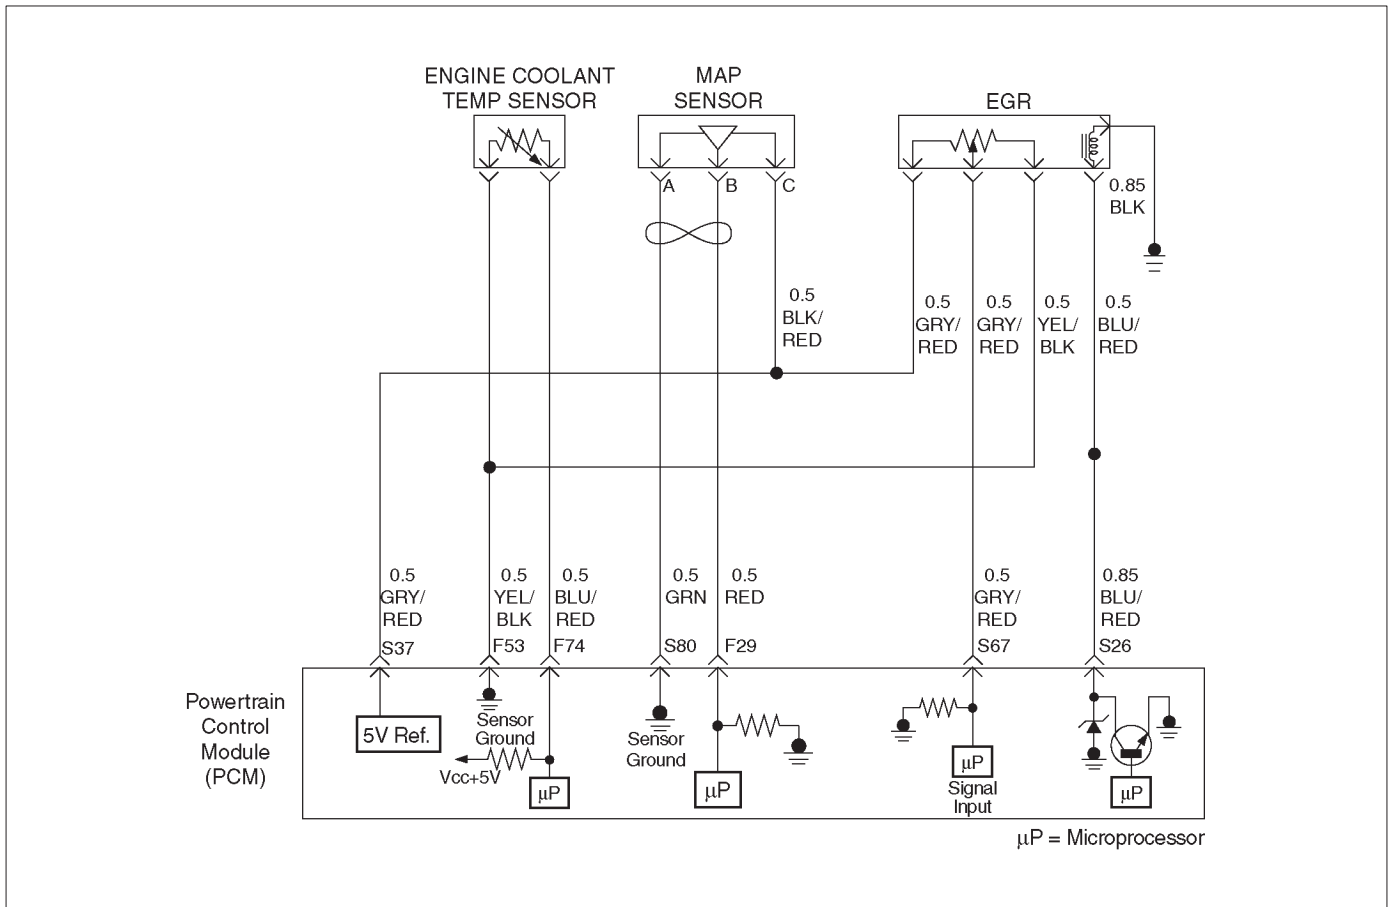 ENGINE COOLANT
TEMP SENSOR
MAP
SENSOR
EGR
A
B
C
0.85
BLK
0.5
BLK/
RED
0.5
GRY/
RED
0.5
GRY/
RED
0.5
YEL/
BLK
0.5
BLU/
RED
0.5
GRY/
RED
S37
0.5
YEL/
BLK
F53
0.5
BLU/
RED
F74
0.5
GRN
S80
0.5
RED
F29
0.5
GRY/
RED
S67
0.85
BLU/
RED
S26
Powertrain
Control
Module
(PCM)
5V Ref.
Sensor
Ground
Vcc+5V
µP
Sensor
Ground
µP
µP
Signal
Input
µP
µP = Microprocessor